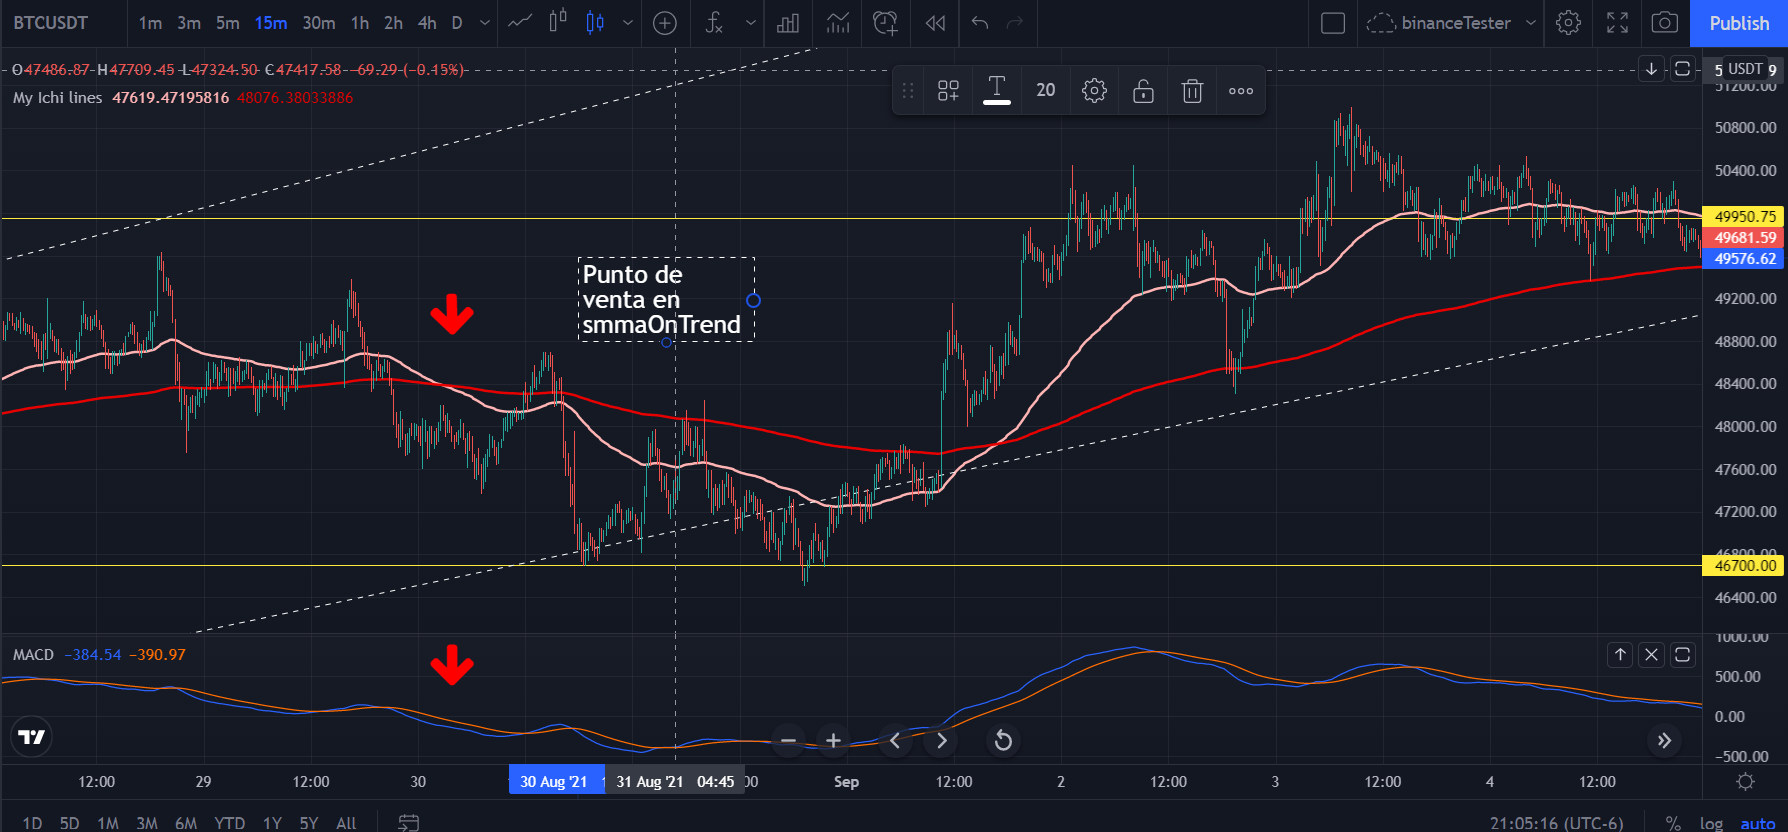 BTCUSDT 1m 3m 5m 15m 30m 1h 2h 4h D binanceTester Publish
O47486.87 H47709.45 L47324.50 C47417.58 −69.29 (−0.15%)
USDT
My Ichi lines 47619.47195816 48076.38033886
20
51200.00
50800.00
50400.00
49950.75
49681.59
49576.62
49200.00
48800.00
48400.00
48000.00
47600.00
47200.00
46800.00
46700.00
46400.00
Punto de
venta en
smmaOnTrend
MACD −384.54 −390.97
1000.00
500.00
0.00
−500.00
12:00 29 12:00 30 30 Aug '21 31 Aug '21 04:45 Sep 12:00 2 12:00 3 12:00 4 12:00
1D 5D 1M 3M 6M YTD 1Y 5Y All 21:05:16 (UTC-6) % log auto